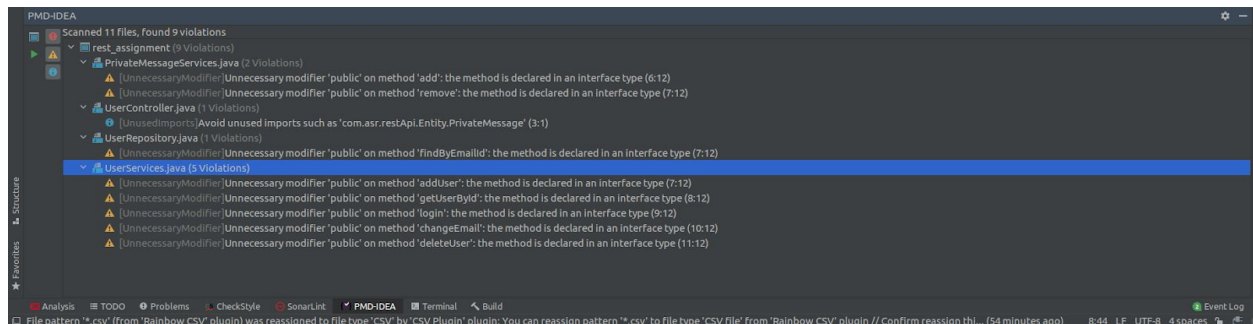 PMD-IDEA
Scanned 11 files, found 9 violations
rest_assignment (9 Violations)
PrivateMessageServices.java (2 Violations)
[UnnecessaryModifier]Unnecessary modifier 'public' on method 'add': the method is declared in an interface type (6:12)
[UnnecessaryModifier]Unnecessary modifier 'public' on method 'remove': the method is declared in an interface type (7:12)
UserController.java (1 Violations)
[UnusedImports]Avoid unused imports such as 'com.asr.restApi.Entity.PrivateMessage' (3:1)
UserRepository.java (1 Violations)
[UnnecessaryModifier]Unnecessary modifier 'public' on method 'findByEmailId': the method is declared in an interface type (7:12)
UserServices.java (5 Violations)
[UnnecessaryModifier]Unnecessary modifier 'public' on method 'addUser': the method is declared in an interface type (7:12)
[UnnecessaryModifier]Unnecessary modifier 'public' on method 'getUserById': the method is declared in an interface type (8:12)
[UnnecessaryModifier]Unnecessary modifier 'public' on method 'login': the method is declared in an interface type (9:12)
[UnnecessaryModifier]Unnecessary modifier 'public' on method 'changeEmail': the method is declared in an interface type (10:12)
[UnnecessaryModifier]Unnecessary modifier 'public' on method 'deleteUser': the method is declared in an interface type (11:12)
Structure
Favorites
Analysis TODO Problems CheckStyle SonarLint PMD-IDEA Terminal Build 2 Event Log
File pattern '*.csv' (from 'Rainbow CSV' plugin) was reassigned to file type 'CSV' by 'CSV Plugin' plugin: You can reassign pattern '*.csv' to file type 'CSV file' from 'Rainbow CSV' plugin // Confirm reassign thi... (54 minutes ago) 8:44 LF UTF-8 4 spaces